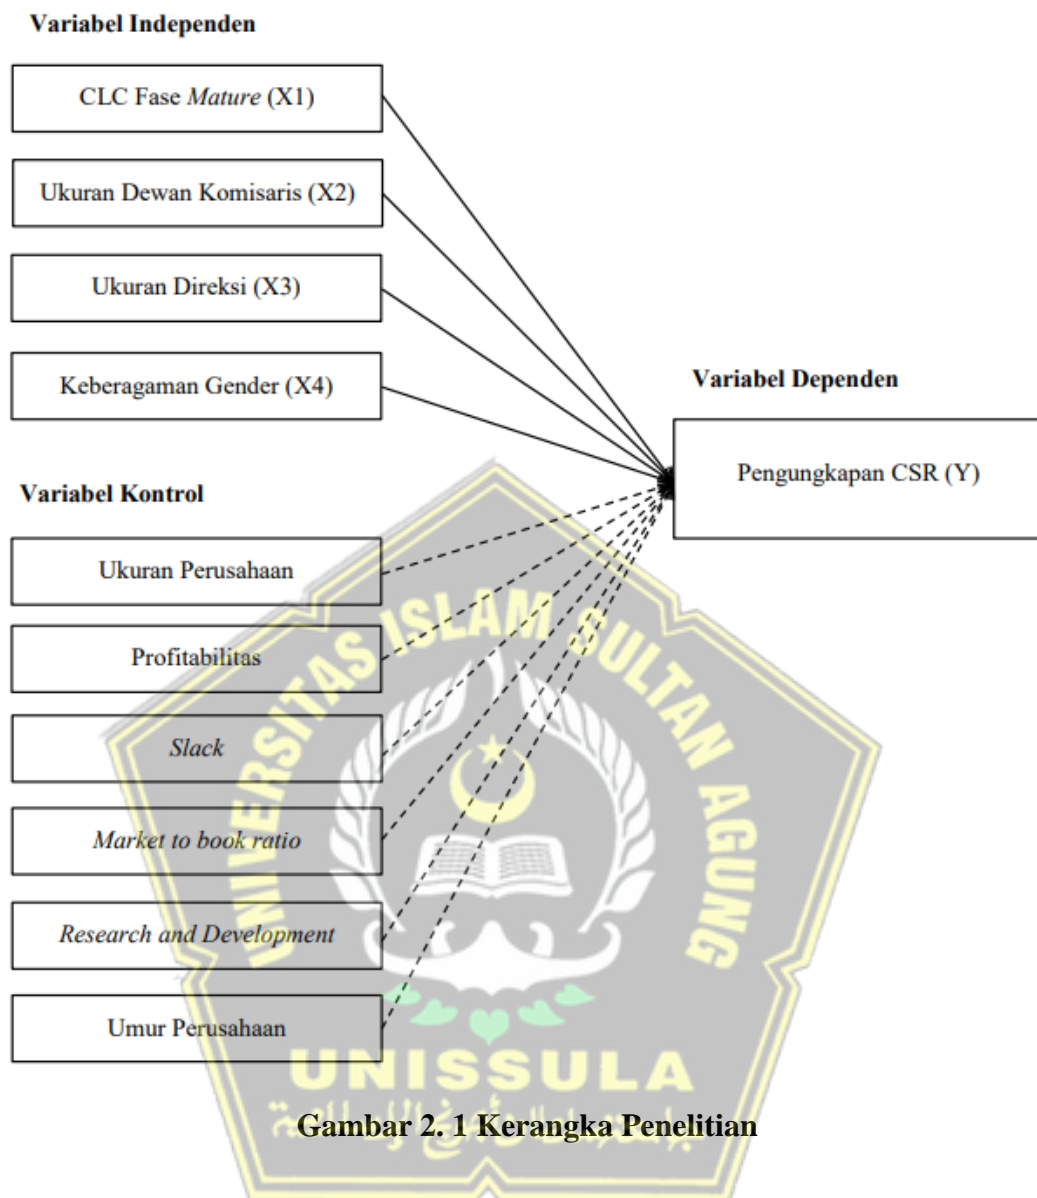 Variabel Independen
CLC Fase Mature (X1)
Ukuran Dewan Komisaris (X2)
Ukuran Direksi (X3)
Keberagaman Gender (X4)
Variabel Dependen
Pengungkapan CSR (Y)
Variabel Kontrol
Ukuran Perusahaan
Profitabilitas
Slack
Market to book ratio
Research and Development
Umur Perusahaan
UNIVERSITAS ISLAM SULTAN AGUNG
UNISSULA
Gambar 2. 1 Kerangka Penelitian